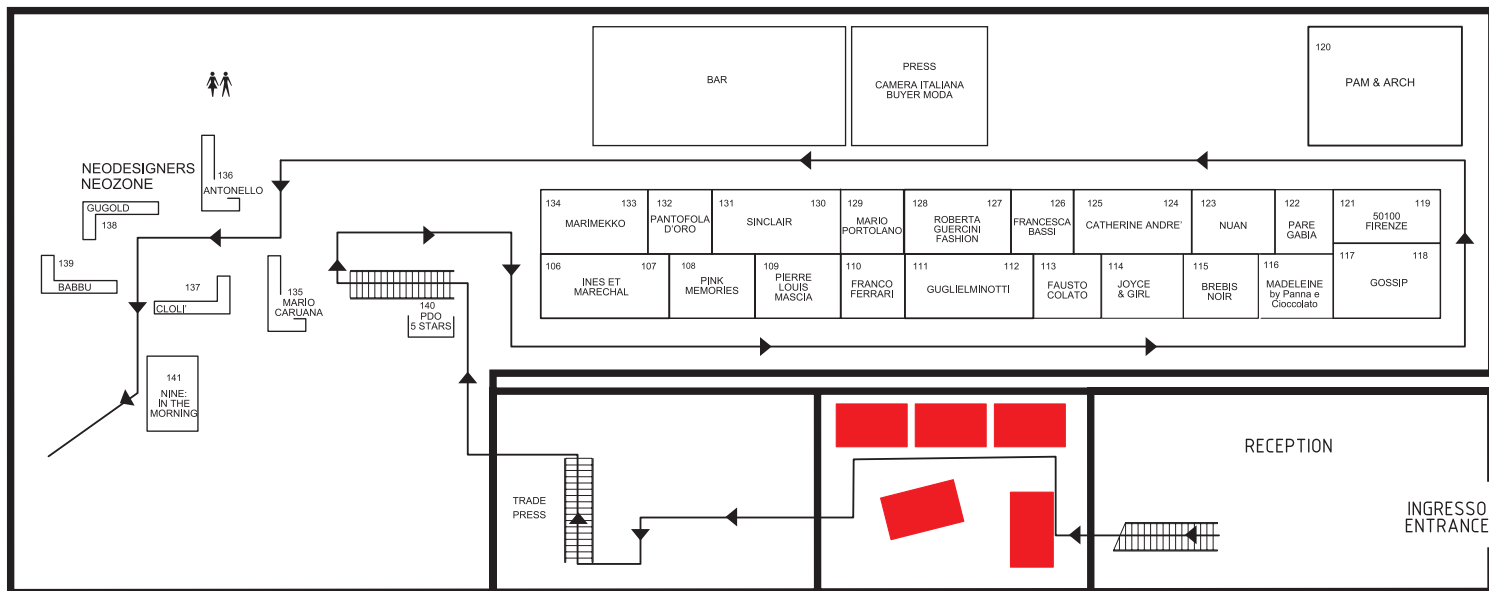 BAR
PRESS
CAMERA ITALIANA
BUYER MODA
120
PAM & ARCH
NEODESIGNERS
NEOZONE
136
ANTONELLO
GUGOLD
138
139
BABBU
137
CLOLI'
135
MARIO
CARUANA
140
PDO
5 STARS
141
NINE:
IN THE
MORNING
134 133
MARIMEKKO
132
PANTOFOLA
D'ORO
131 130
SINCLAIR
129
MARIO
PORTOLANO
128 127
ROBERTA
GUERCINI
FASHION
126
FRANCESCA
BASSI
125 124
CATHERINE ANDRE'
123
NUAN
122
PARE
GABIA
121 119
50100
FIRENZE
106 107
INES ET
MARECHAL
108
PINK
MEMORIES
109
PIERRE
LOUIS
MASCIA
110
FRANCO
FERRARI
111 112
GUGLIELMINOTTI
113
FAUSTO
COLATO
114
JOYCE
& GIRL
115
BREBIS
NOIR
116
MADELEINE
by Panna e
Cioccolato
117 118
GOSSIP
TRADE
PRESS
RECEPTION
INGRESSO
ENTRANCE